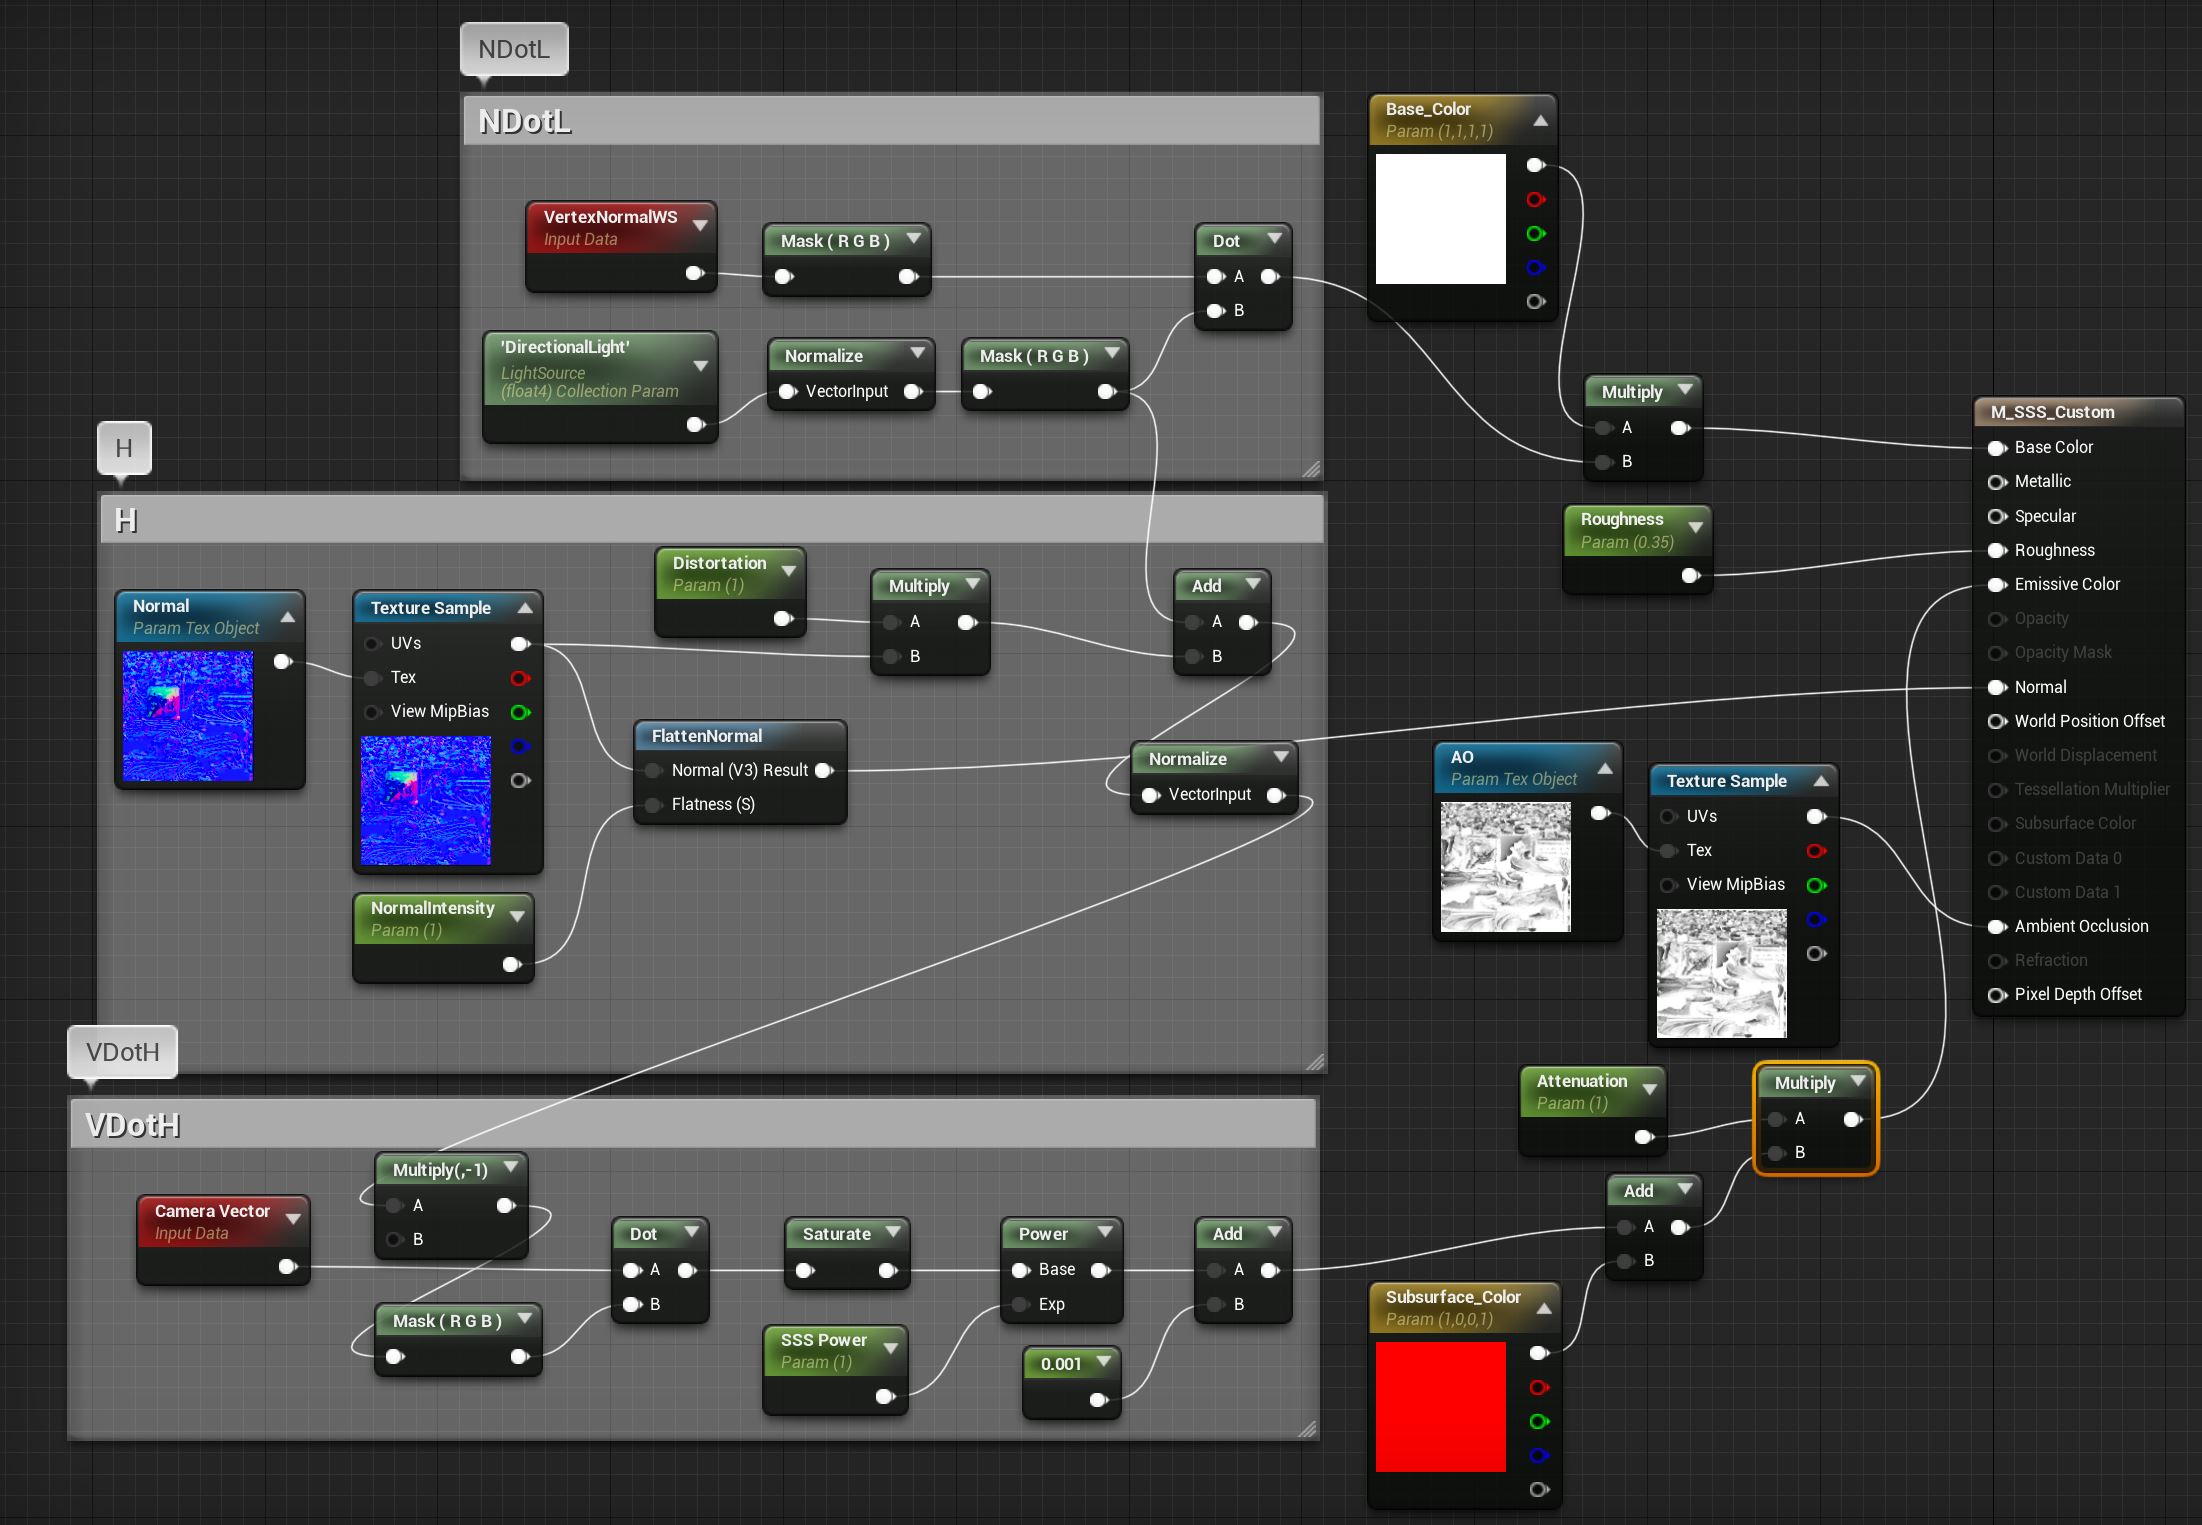 NDotL
NDotL
VertexNormalWS
Input Data
Mask ( R G B )
Dot
A
B
'DirectionalLight'
LightSource
(float4) Collection Param
Normalize
VectorInput
Mask ( R G B )
Base_Color
Param (1,1,1,1)
Multiply
A
B
Roughness
Param (0.35)
M_SSS_Custom
Base Color
Metallic
Specular
Roughness
Emissive Color
Opacity
Opacity Mask
Normal
World Position Offset
World Displacement
Tessellation Multiplier
Subsurface Color
Custom Data 0
Custom Data 1
Ambient Occlusion
Refraction
Pixel Depth Offset
H
H
Normal
Param Tex Object
Texture Sample
UVs
Tex
View MipBias
Distortation
Param (1)
Multiply
A
B
Add
A
B
FlattenNormal
Normal (V3) Result
Flatness (S)
Normalize
VectorInput
NormalIntensity
Param (1)
AO
Param Tex Object
Texture Sample
UVs
Tex
View MipBias
VDotH
VDotH
Camera Vector
Input Data
Multiply(,-1)
A
B
Mask ( R G B )
Dot
A
B
Saturate
SSS Power
Param (1)
Power
Base
Exp
0.001
Add
A
B
Attenuation
Param (1)
Multiply
A
B
Add
A
B
Subsurface_Color
Param (1,0,0,1)